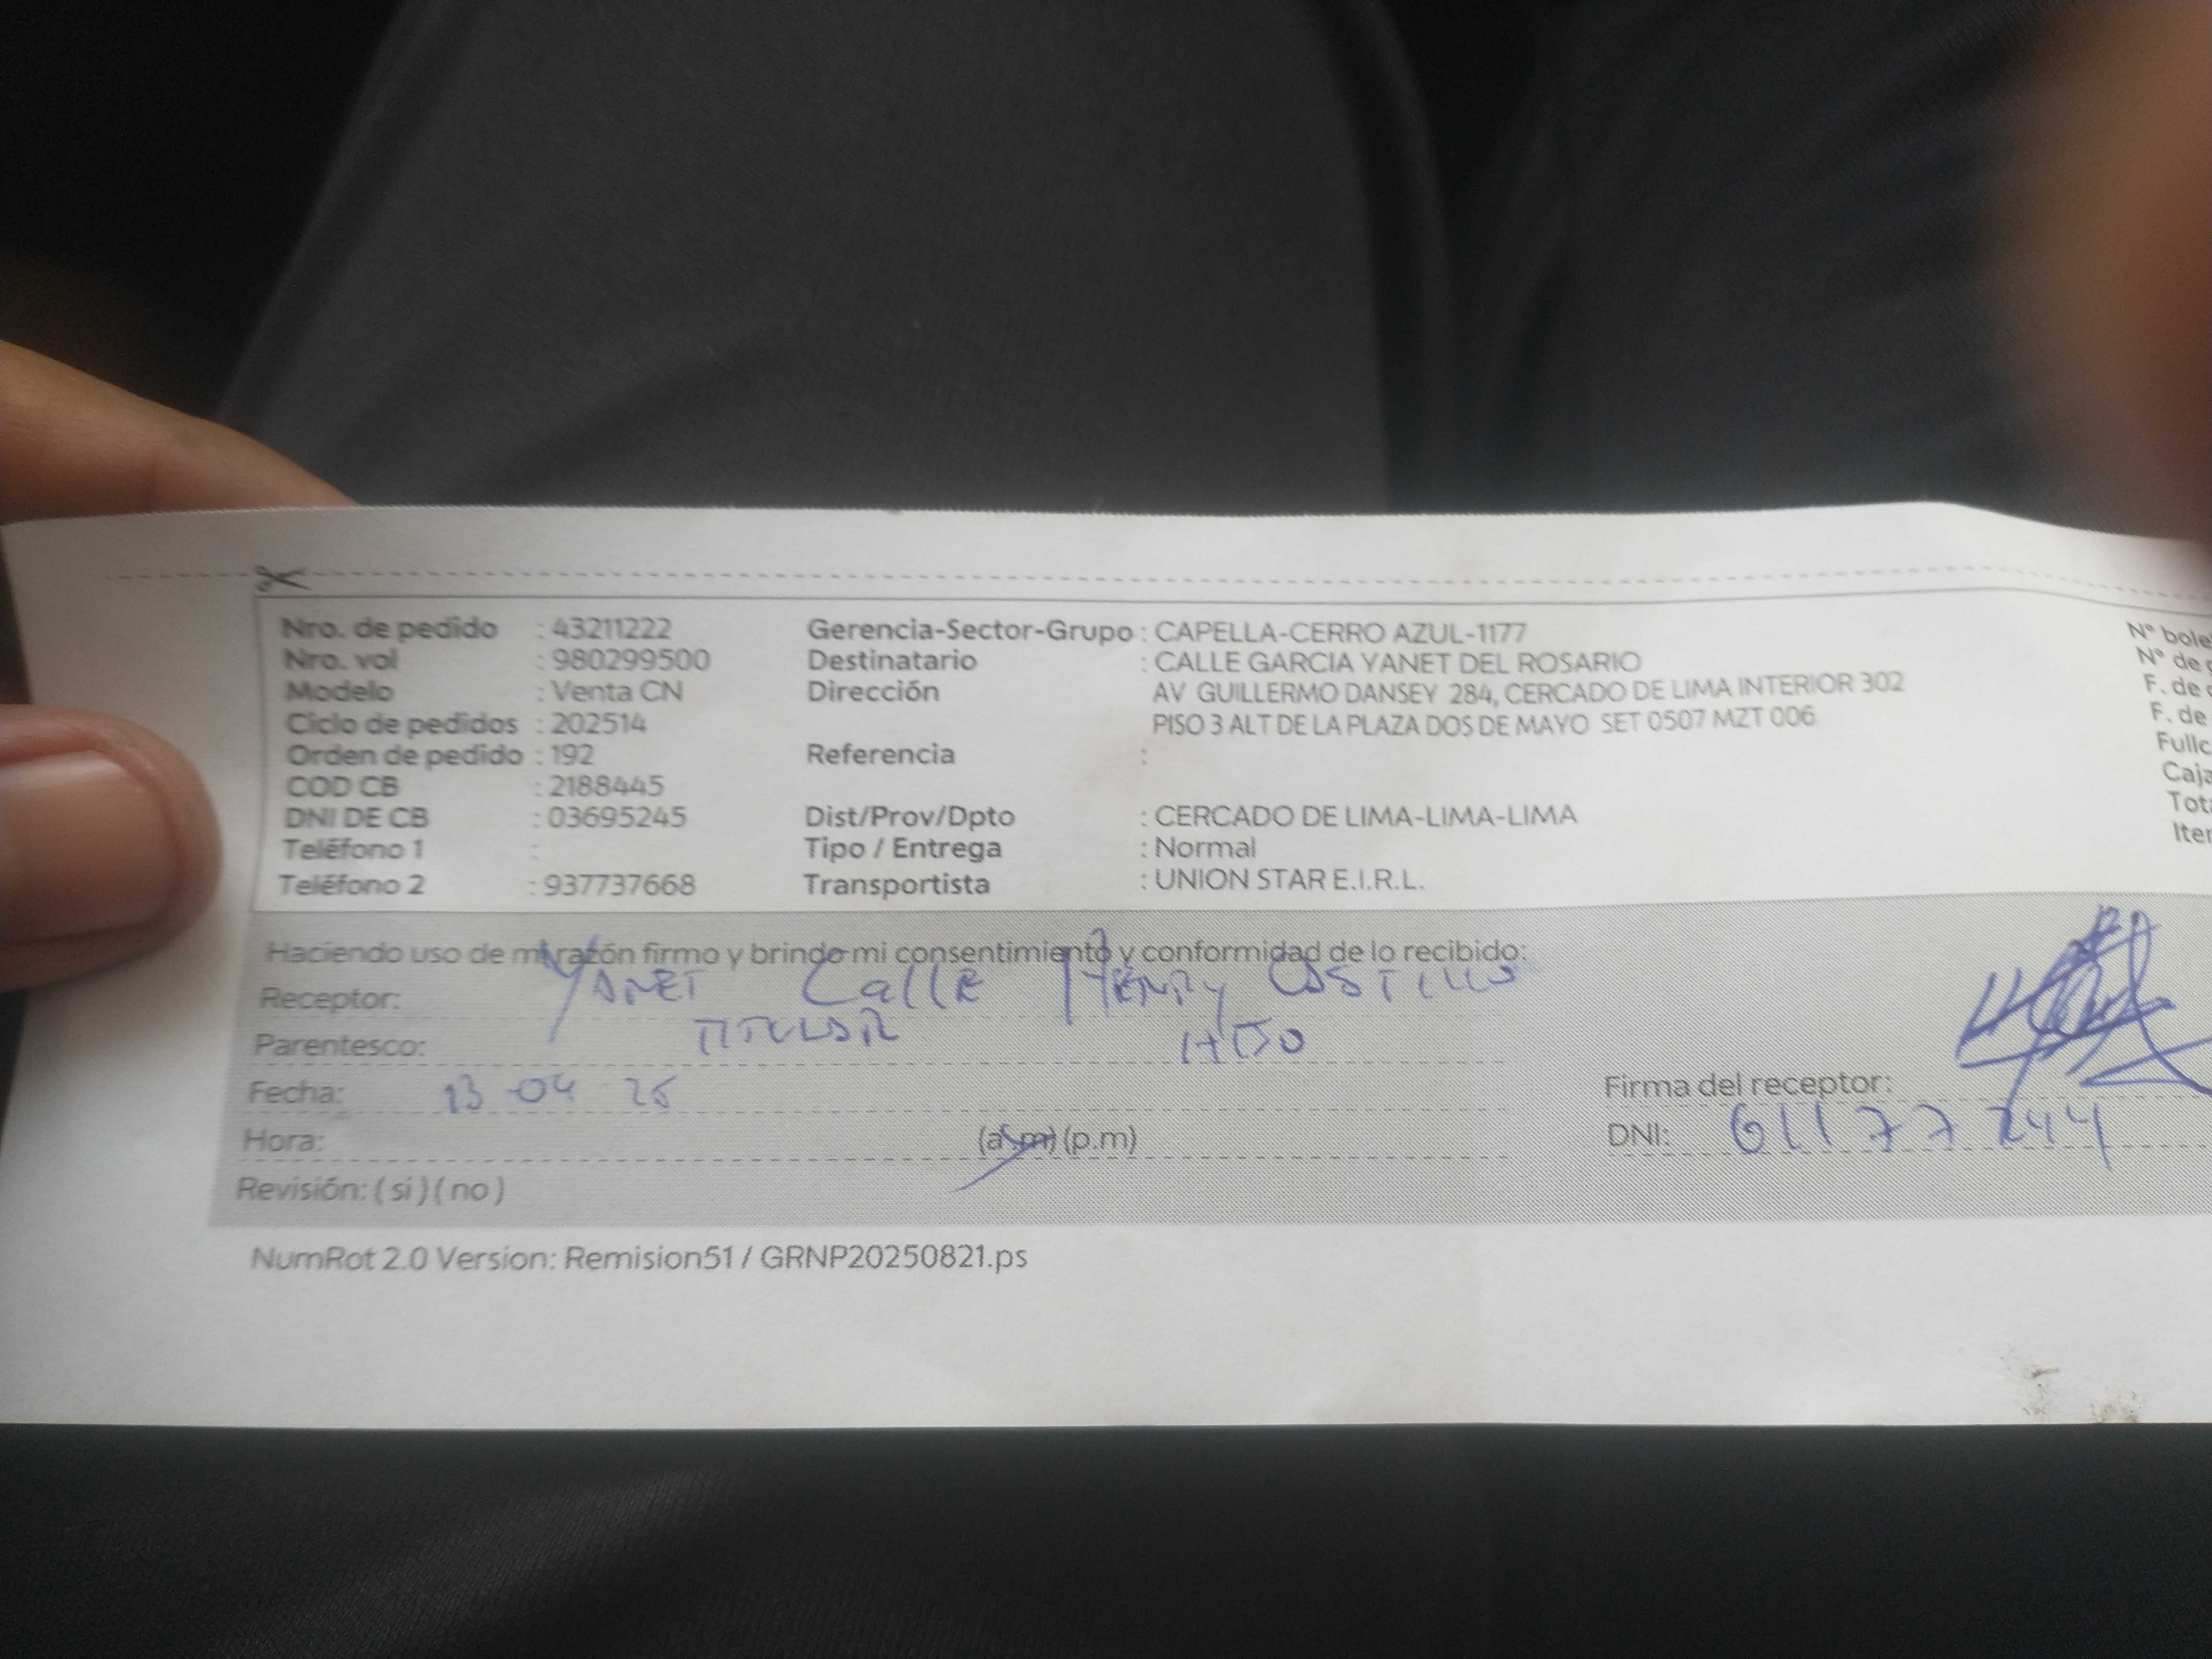 Nro. de pedido : 43211222 Gerencia-Sector-Grupo : CAPELLA-CERRO AZUL-1177 N° bole
Nro. vol : 980299500 Destinatario : CALLE GARCIA YANET DEL ROSARIO N° de g
Modelo : Venta CN Dirección AV GUILLERMO DANSEY 284, CERCADO DE LIMA INTERIOR 302 F. de
Ciclo de pedidos : 202514 PISO 3 ALT DE LA PLAZA DOS DE MAYO SET 0507 MZT 006 F. de
Orden de pedido : 192 Referencia : Fullc
COD CB : 2188445 Caja
DNI DE CB : 03695245 Dist/Prov/Dpto : CERCADO DE LIMA-LIMA-LIMA Tota
Teléfono 1 : Tipo / Entrega : Normal Iter
Teléfono 2 : 937737668 Transportista : UNION STAR E.I.R.L.
Haciendo uso de mi razón firmo y brindo mi consentimiento y conformidad de lo recibido:
Receptor: YANET Calle HENRY CASTILLO
Parentesco: TITULAR HIJO
Fecha: 13 -04 25 Firma del receptor:
Hora: (a.m) (p.m) DNI: 61177244
Revisión: ( si ) ( no )
NumRot 2.0 Version: Remision51 / GRNP20250821.ps